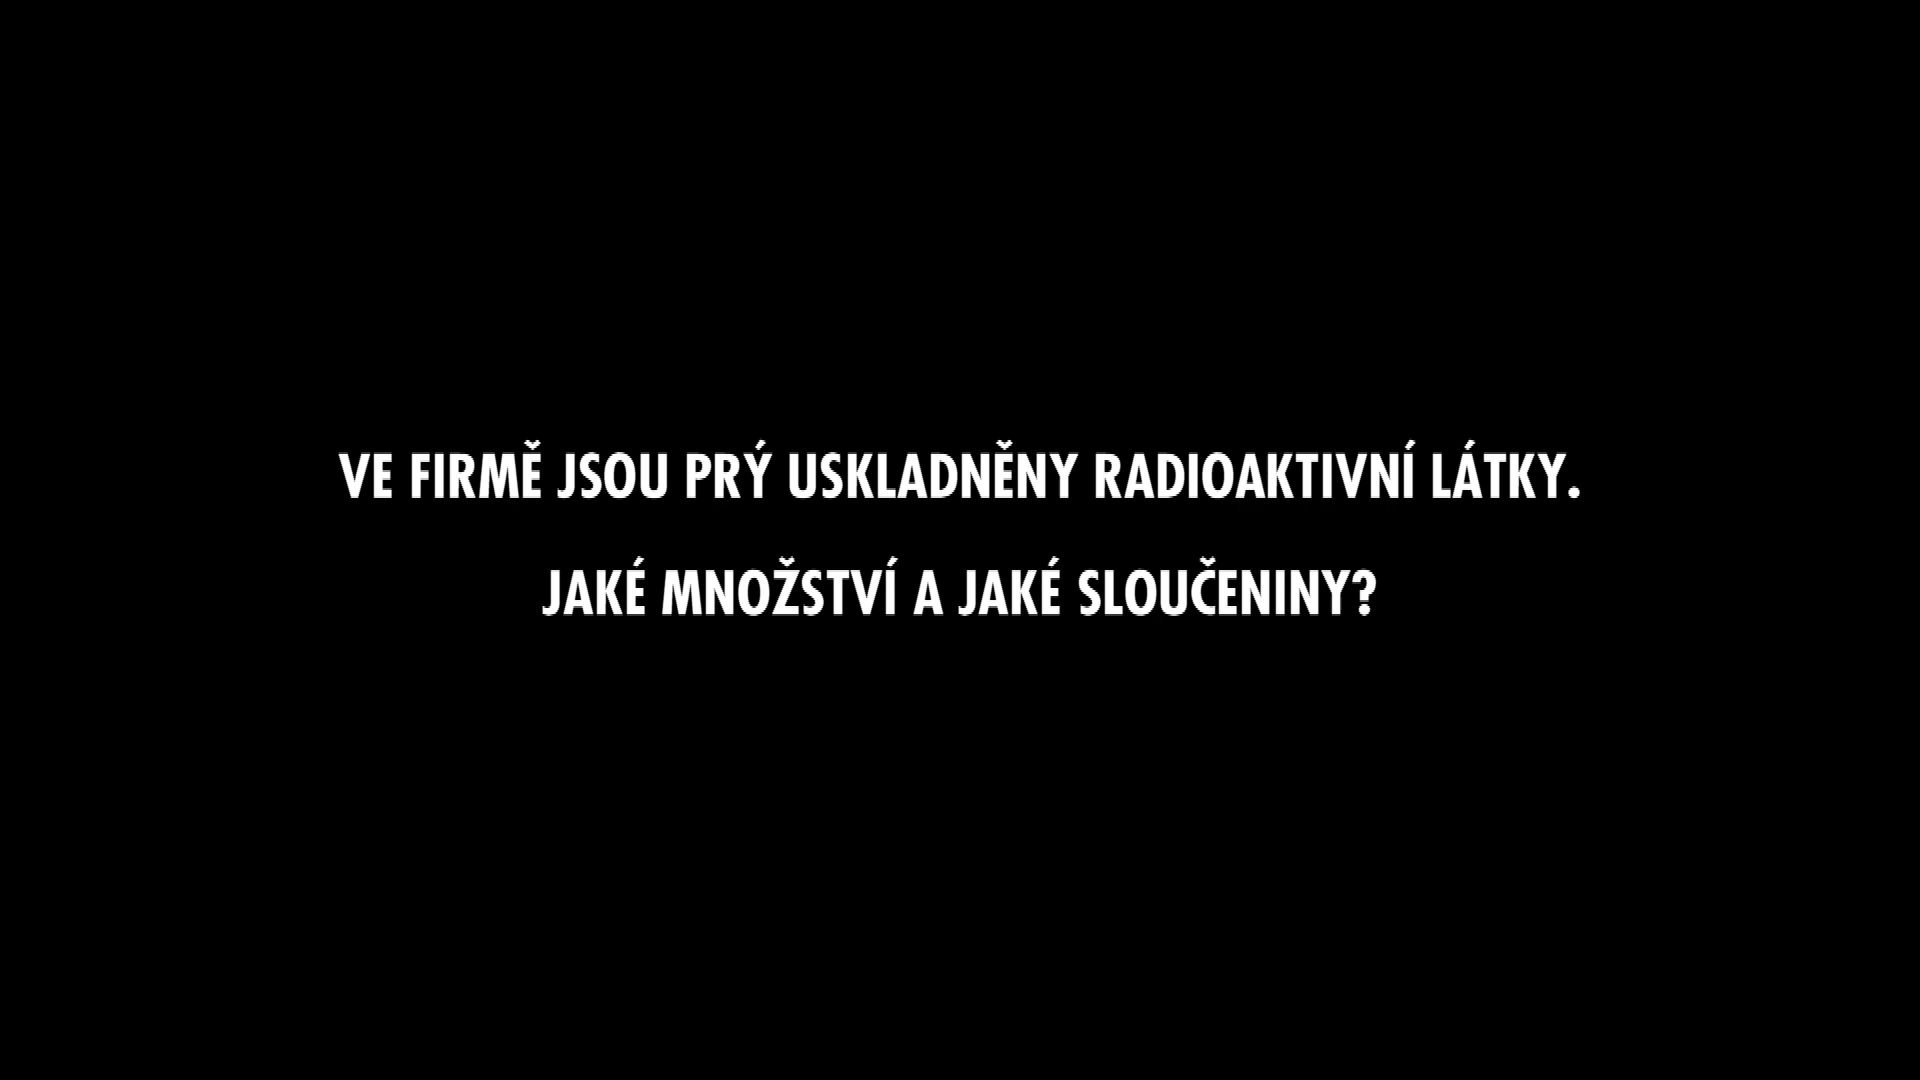 VE FIRMĚ JSOU PRÝ USKLADNĚNY RADIOAKTIVNÍ LÁTKY.
JAKÉ MNOŽSTVÍ A JAKÉ SLOUČENINY?